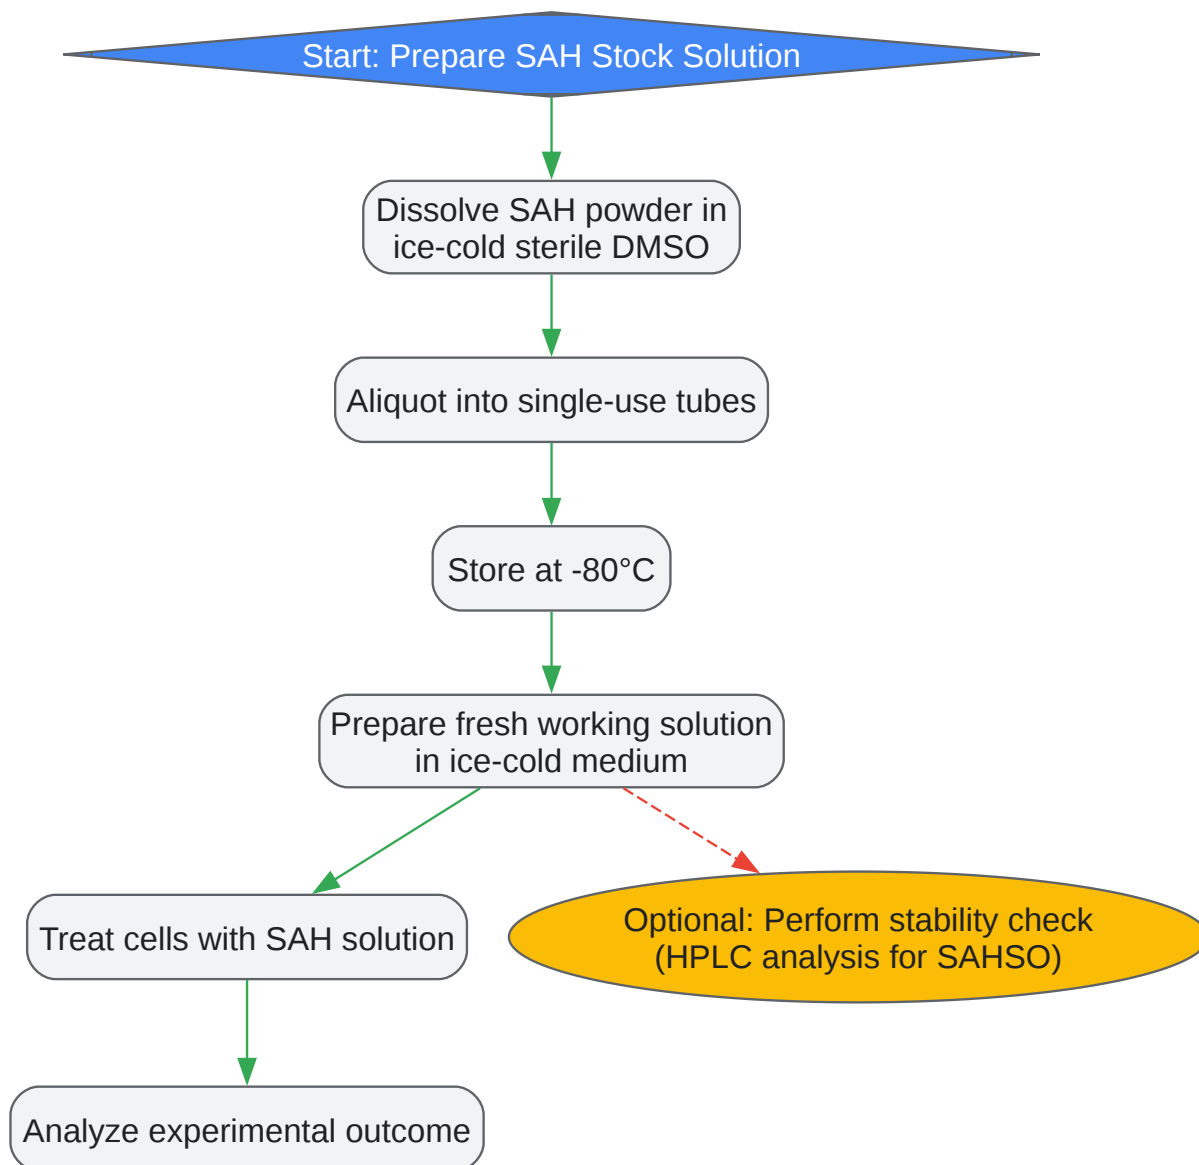 Start: Prepare SAH Stock Solution
Dissolve SAH powder in
ice-cold sterile DMSO
Aliquot into single-use tubes
Store at -80°C
Prepare fresh working solution
in ice-cold medium
Treat cells with SAH solution
Optional: Perform stability check
(HPLC analysis for SAHSO)
Analyze experimental outcome